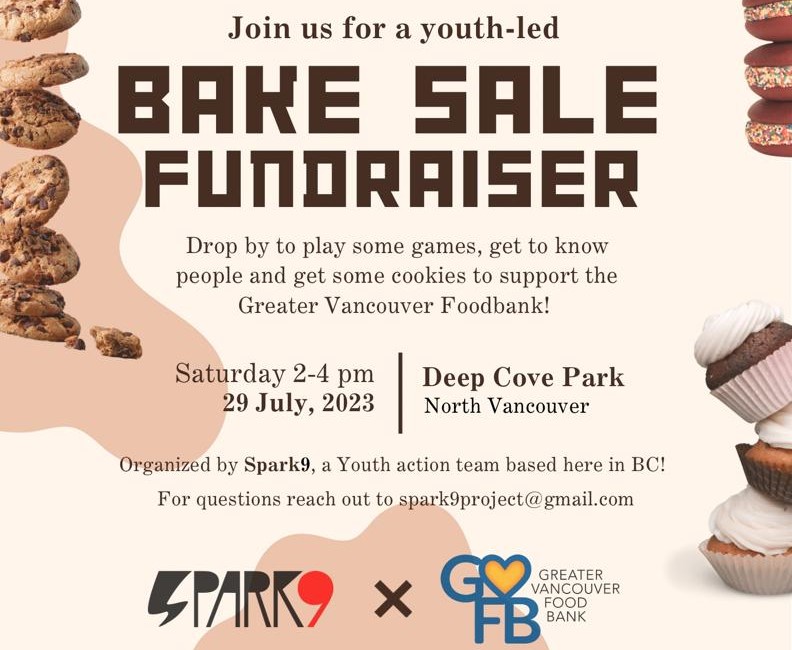 Join us for a youth-led
BAKE SALE
FUNDRAISER
Drop by to play some games, get to know
people and get some cookies to support the
Greater Vancouver Foodbank!
Saturday 2-4 pm
29 July, 2023
Deep Cove Park
North Vancouver
Organized by Spark9, a Youth action team based here in BC!
For questions reach out to spark9project@gmail.com
SPARK9
×
GVFB
GREATER
VANCOUVER
FOOD
BANK